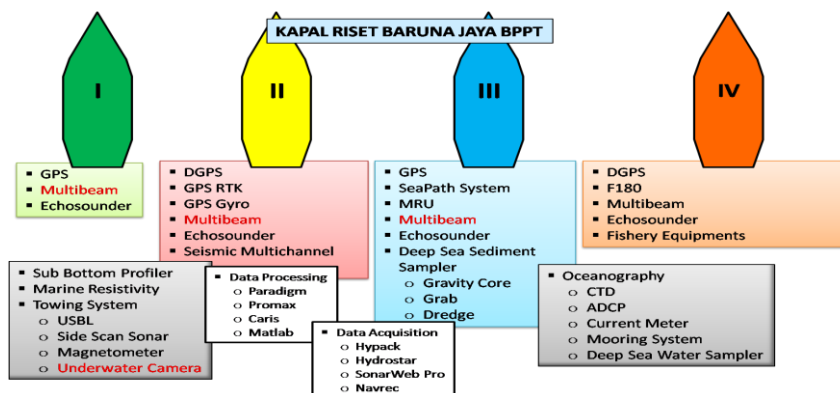 KAPAL RISET BARUNA JAYA BPPT
I
II
III
IV
▪ GPS
▪ Multibeam
▪ Echosounder
▪ DGPS
▪ GPS RTK
▪ GPS Gyro
▪ Multibeam
▪ Echosounder
▪ Seismic Multichannel
▪ GPS
▪ SeaPath System
▪ MRU
▪ Multibeam
▪ Echosounder
▪ Deep Sea Sediment
Sampler
o Gravity Core
o Grab
o Dredge
▪ DGPS
▪ F180
▪ Multibeam
▪ Echosounder
▪ Fishery Equipments
▪ Sub Bottom Profiler
▪ Marine Resistivity
▪ Towing System
o USBL
o Side Scan Sonar
o Magnetometer
o Underwater Camera
▪ Data Processing
o Paradigm
o Promax
o Caris
o Matlab
▪ Data Acquisition
o Hypack
o Hydrostar
o SonarWeb Pro
o Navrec
▪ Oceanography
o CTD
o ADCP
o Current Meter
o Mooring System
o Deep Sea Water Sampler